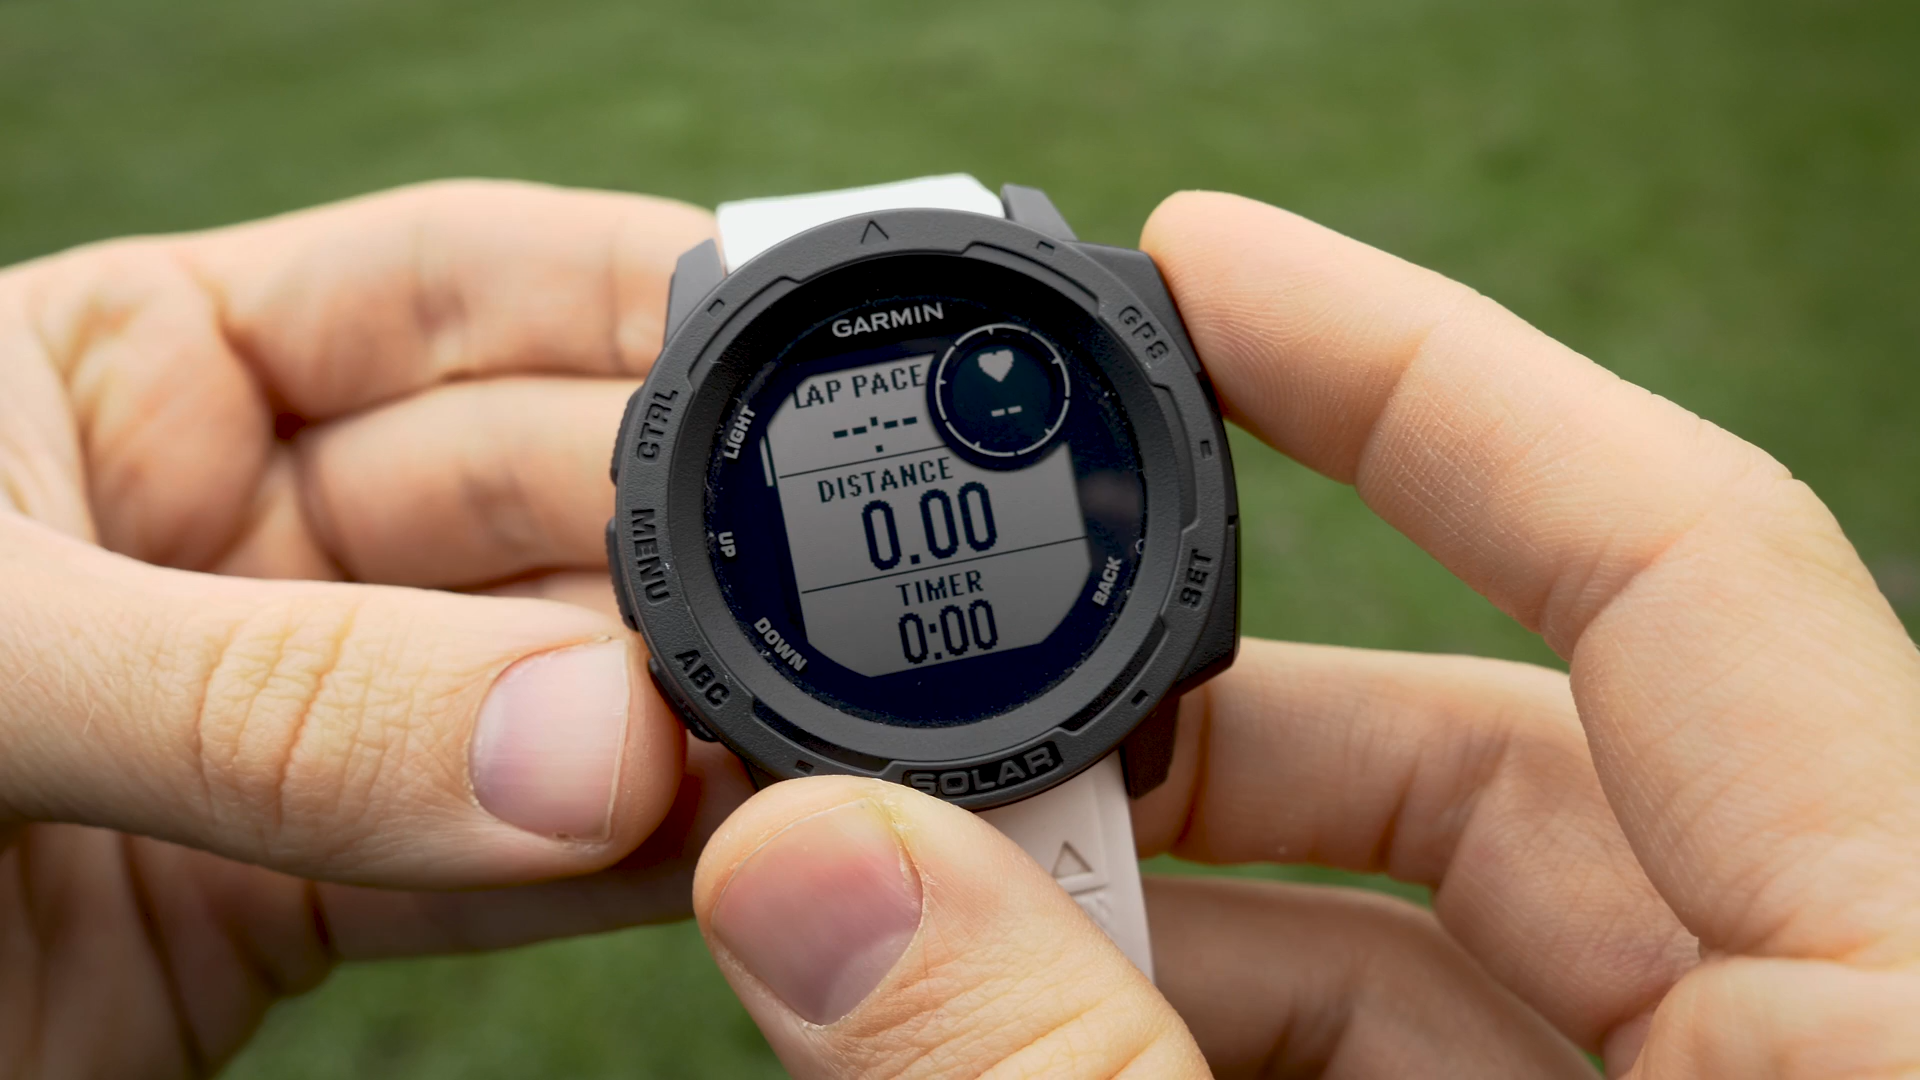 GARMIN
GPS
CTRL
LIGHT
LAP PACE
--:--
--
DISTANCE
0.00
MENU
UP
TIMER
0:00
BACK
SET
DOWN
ABC
SOLAR